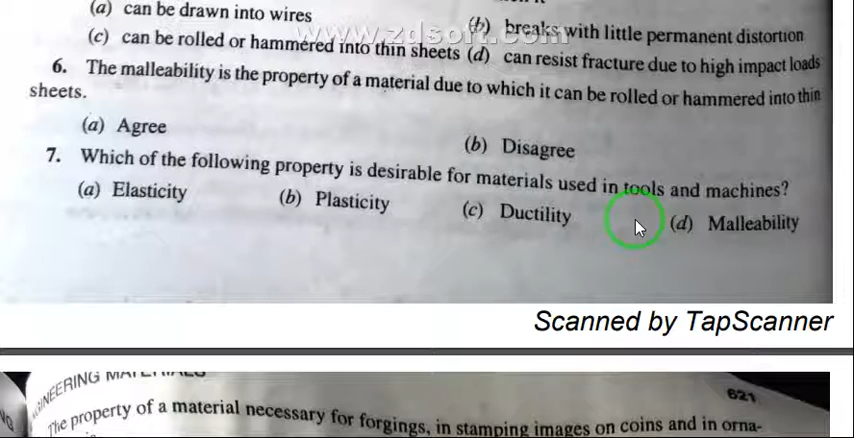 (a) can be drawn into wires
(b) breaks with little permanent distortion
www.zdsoft.com
(c) can be rolled or hammered into thin sheets (d) can resist fracture due to high impact loads
6. The malleability is the property of a material due to which it can be rolled or hammered into thin
sheets.
(a) Agree
(b) Disagree
7. Which of the following property is desirable for materials used in tools and machines?
(a) Elasticity
(b) Plasticity
(c) Ductility
(d) Malleability
Scanned by TapScanner
621
The property of a material necessary for forgings, in stamping images on coins and in orna-